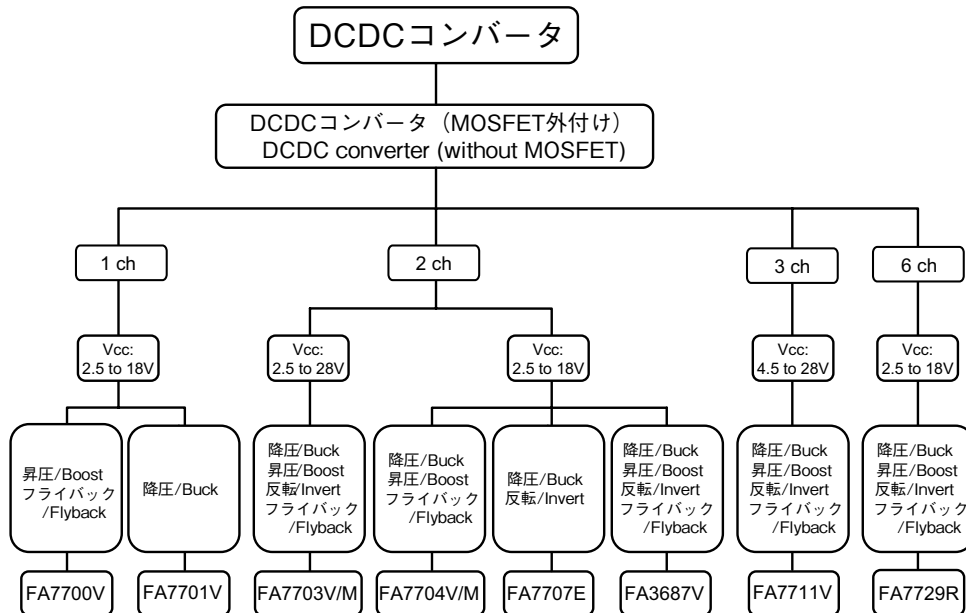 DCDCコンバータ
DCDCコンバータ（MOSFET外付け）
DCDC converter (without MOSFET)
1 ch
2 ch
3 ch
6 ch
Vcc:
2.5 to 18V
Vcc:
2.5 to 28V
Vcc:
2.5 to 18V
Vcc:
4.5 to 28V
Vcc:
2.5 to 18V
昇圧/Boost
フライバック
/Flyback
降圧/Buck
降圧/Buck
昇圧/Boost
反転/Invert
フライバック
/Flyback
降圧/Buck
昇圧/Boost
フライバック
/Flyback
降圧/Buck
反転/Invert
降圧/Buck
昇圧/Boost
反転/Invert
フライバック
/Flyback
降圧/Buck
昇圧/Boost
反転/Invert
フライバック
/Flyback
降圧/Buck
昇圧/Boost
反転/Invert
フライバック
/Flyback
FA7700V
FA7701V
FA7703V/M
FA7704V/M
FA7707E
FA3687V
FA7711V
FA7729R